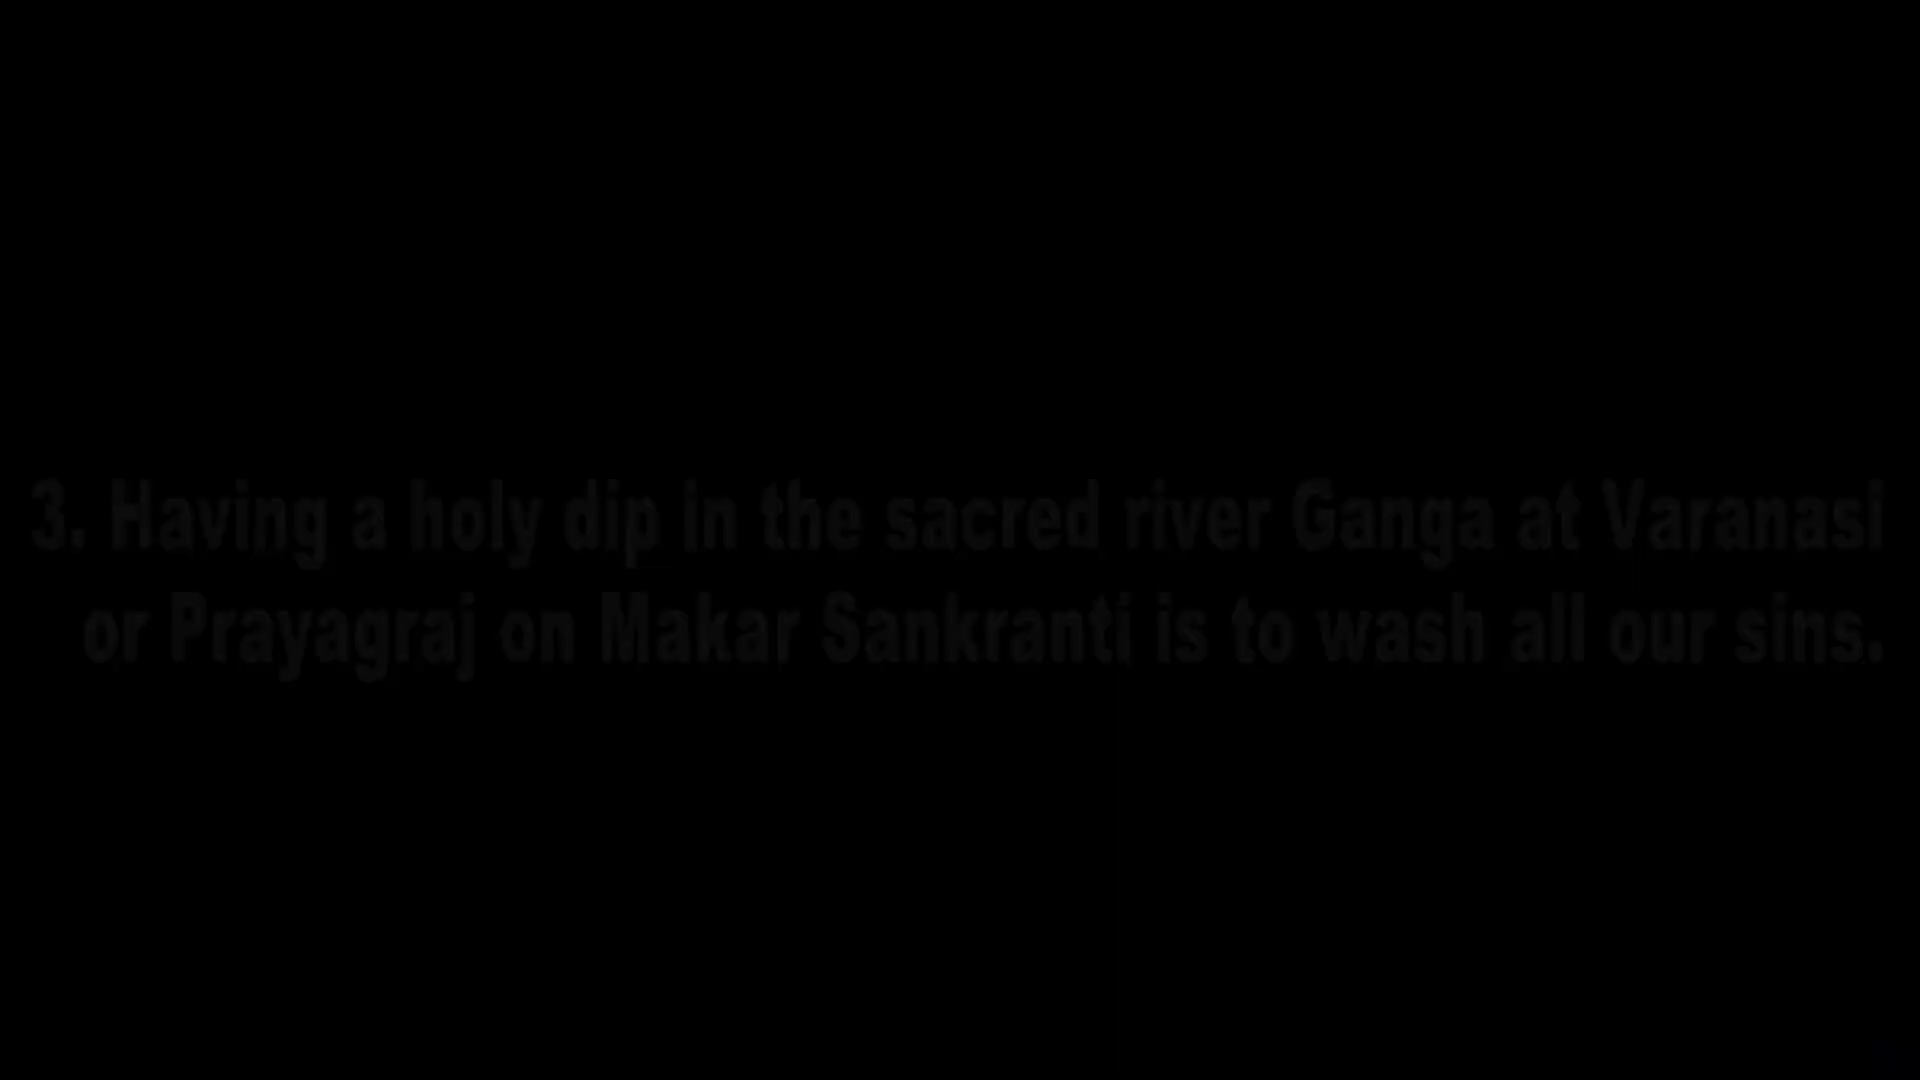 3. Having a holy dip in the sacred river Ganga at Varanasi
or Prayagraj on Makar Sankranti is to wash all our sins.